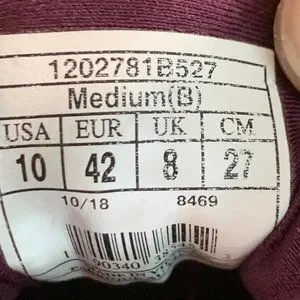 1202781B527
Medium(B)
USA EUR UK CM
10 42 8 27
10/18 8469